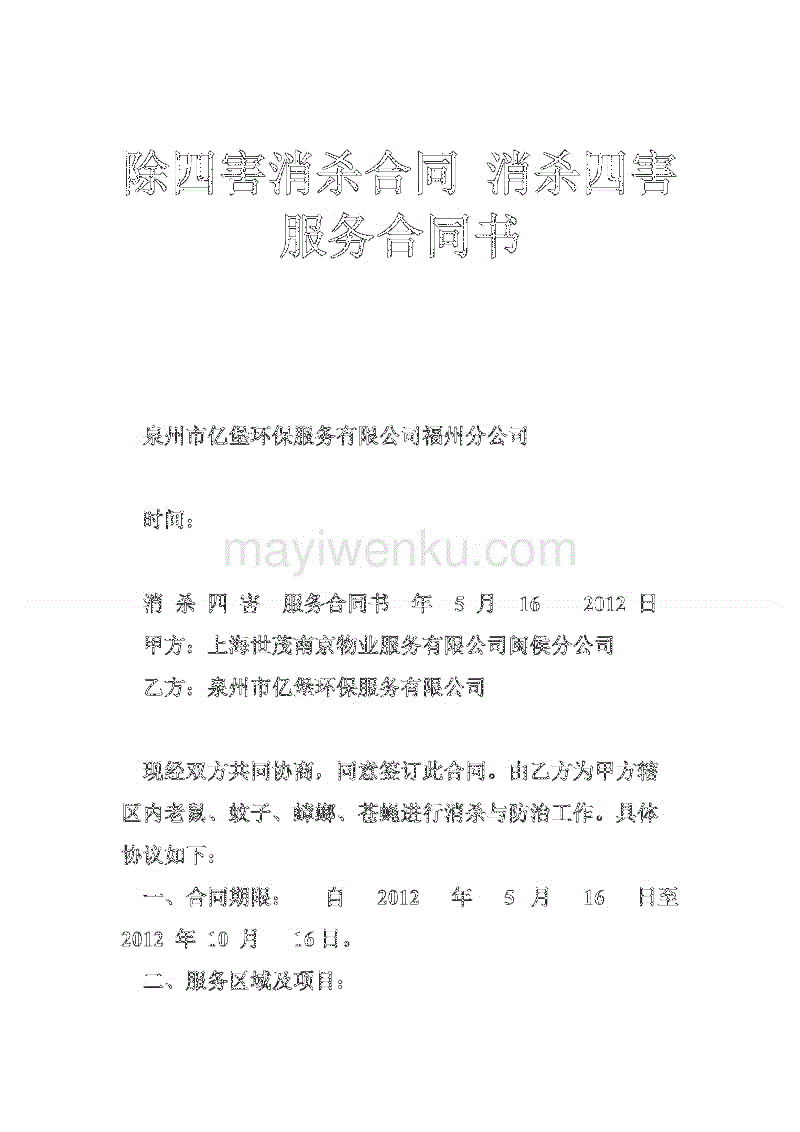 除四害消杀合同 消杀四害
服务合同书
泉州市亿堡环保服务有限公司福州分公司
时间：
mayiwenku.com
消 杀 四 害 服务合同书 年 5 月 16 2012 日
甲方：上海世茂南京物业服务有限公司闽侯分公司
乙方：泉州市亿堡环保服务有限公司
现经双方共同协商，同意签订此合同。由乙方为甲方辖
区内老鼠、蚊子、蟑螂、苍蝇进行消杀与防治工作。具体
协议如下：
一、合同期限： 自 2012 年 5 月 16 日至
2012 年 10 月 16日。
二、服务区域及项目：